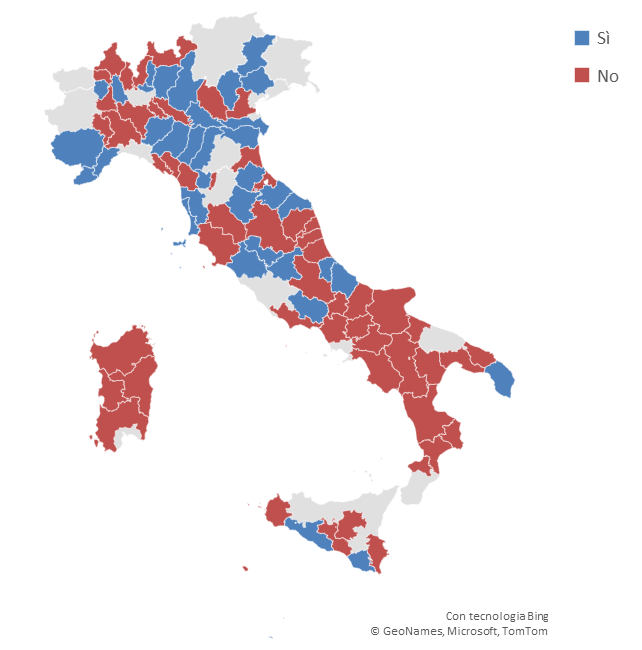 Sì
No
Con tecnologia Bing
© GeoNames, Microsoft, TomTom